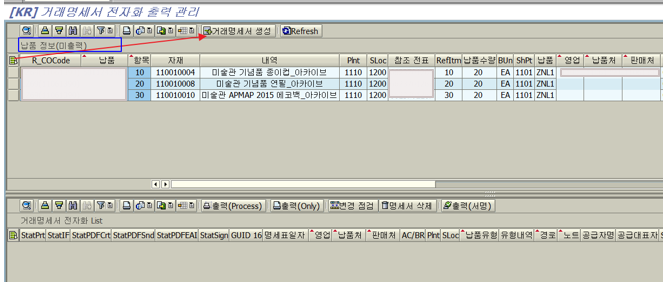 [KR] 거래명세서 전자화 출력 관리
거래명세서 생성 Refresh
납품 정보(미출력)
R_COCode 납품 항목 자재 내역 Plnt SLoc 참조 전표 RefItm 납품수량 BUn ShPt 납품 영업 납품처 판매처
10 110010004 미술관 기념품 종이컵_아카이브 1110 1200 10 20 EA 1101 ZNL1
20 110010008 미술관 기념품 연필_아카이브 1110 1200 20 20 EA 1101 ZNL1
30 110010010 미술관 APMAP 2015 에코백_아카이브 1110 1200 30 20 EA 1101 ZNL1
출력(Process) 출력(Only) 변경 점검 명세서 삭제 출력(서명)
거래명세서 전자화 List
StatPrt StatIF StatPDFCrt StatPDFSnd StatPDFEAI StatSign GUID 16 명세표일자 영업 납품처 판매처 AC/BR Plnt SLoc 납품유형 유형내역 경로 노트 공급자명 공급대표자